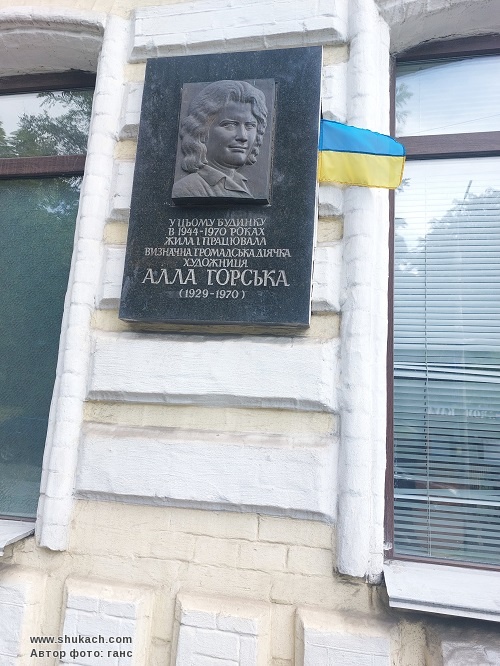 У ЦЬОМУ БУДИНКУ
В 1944-1970 РОКАХ
ЖИЛА І ПРАЦЮВАЛА
ВИЗНАЧНА ГРОМАДСЬКА ДІЯЧКА
ХУДОЖНИЦЯ
АЛЛА ГОРСЬКА
(1929-1970)
www.shukach.com
Автор фото: ганс